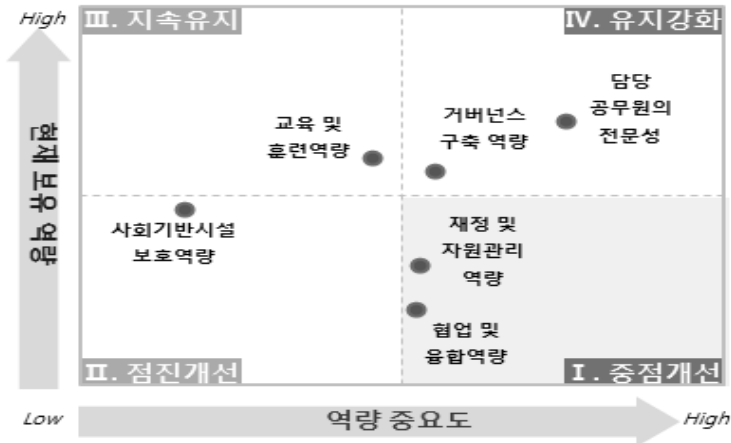 High
Ⅲ. 지속유지
Ⅳ. 유지강화
담당
공무원의
전문성
거버넌스
구축 역량
교육 및
훈련역량
현재 보유 역량
사회기반시설
보호역량
재정 및
자원관리
역량
협업 및
융합역량
Ⅱ. 점진개선
Ⅰ. 중점개선
Low
역량 중요도
High